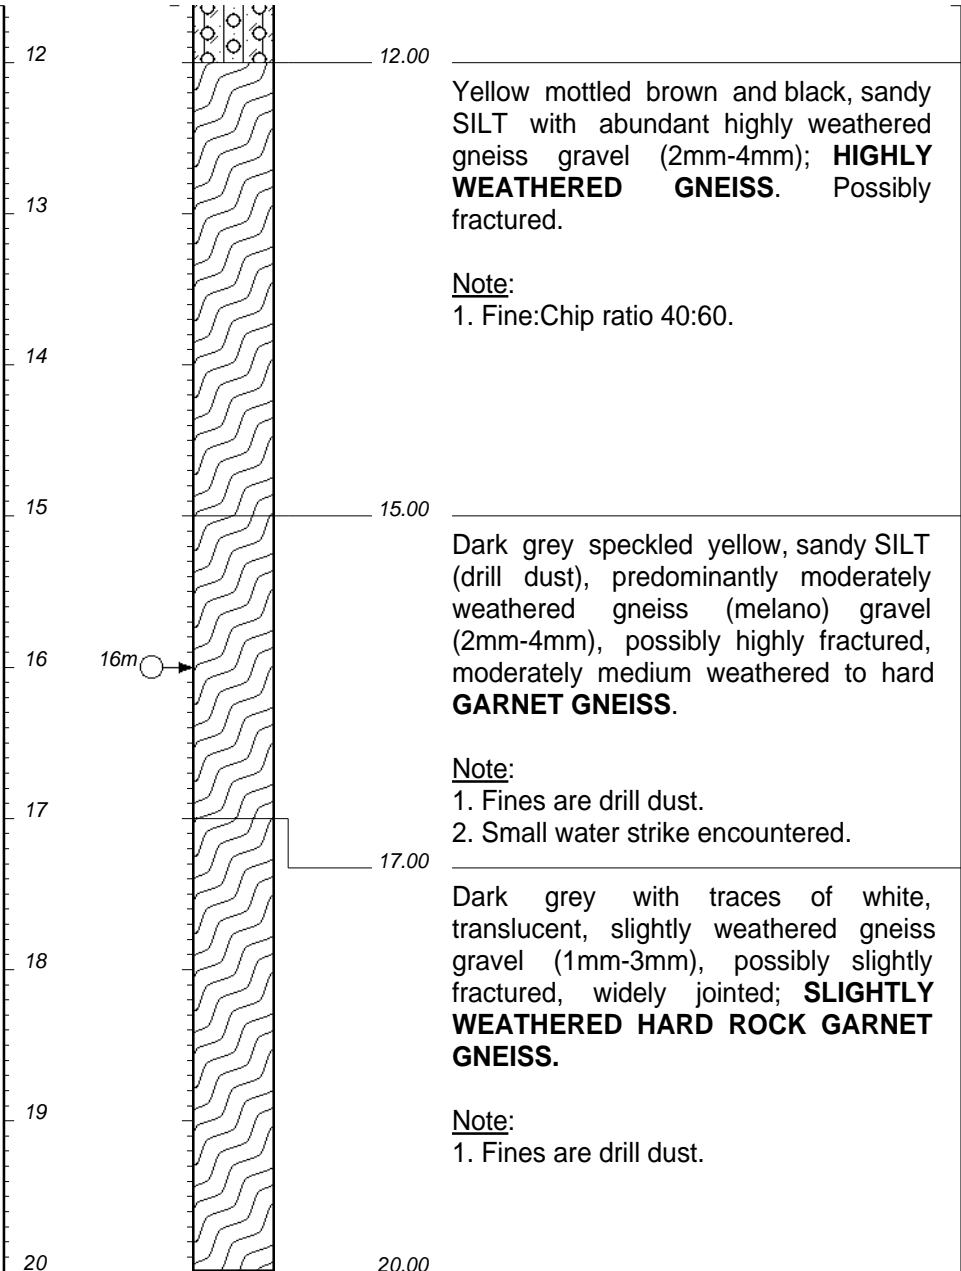 12
12.00
Yellow mottled brown and black, sandy
SILT with abundant highly weathered
gneiss gravel (2mm-4mm); HIGHLY
WEATHERED GNEISS. Possibly
fractured.
Note:
1. Fine:Chip ratio 40:60.
13
14
15
15.00
Dark grey speckled yellow, sandy SILT
(drill dust), predominantly moderately
weathered gneiss (melano) gravel
(2mm-4mm), possibly highly fractured,
moderately medium weathered to hard
GARNET GNEISS.
Note:
1. Fines are drill dust.
2. Small water strike encountered.
16
16m
17
17.00
Dark grey with traces of white,
translucent, slightly weathered gneiss
gravel (1mm-3mm), possibly slightly
fractured, widely jointed; SLIGHTLY
WEATHERED HARD ROCK GARNET
GNEISS.
Note:
1. Fines are drill dust.
18
19
20
20.00